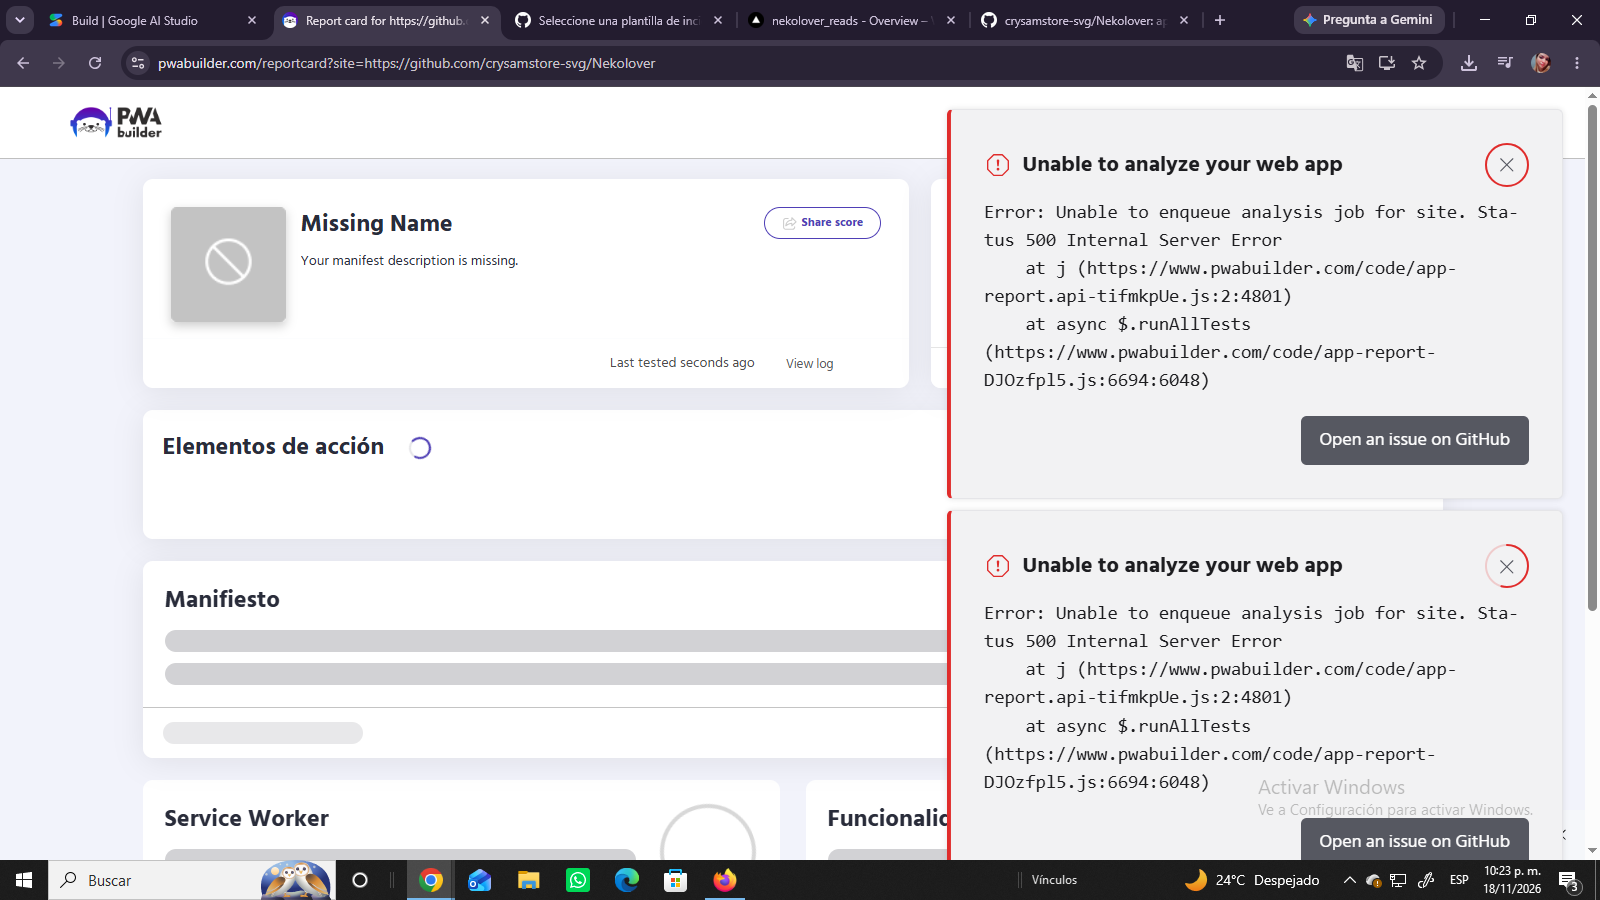 Build | Google AI Studio
Report card for https://github.
Seleccione una plantilla de inci
nekolover_reads - Overview –
crysamstore-svg/Nekolover: ap
Pregunta a Gemini
pwabuilder.com/reportcard?site=https://github.com/crysamstore-svg/Nekolover
PWA
builder
Missing Name
Your manifest description is missing.
Share score
Last tested seconds ago
View log
Elementos de acción
Manifiesto
Service Worker
Funcionalid
Unable to analyze your web app
Error: Unable to enqueue analysis job for site. Sta-
tus 500 Internal Server Error
at j (https://www.pwabuilder.com/code/app-
report.api-tifmkpUe.js:2:4801)
at async $.runAllTests
(https://www.pwabuilder.com/code/app-report-
DJOzfpl5.js:6694:6048)
Open an issue on GitHub
Unable to analyze your web app
Error: Unable to enqueue analysis job for site. Sta-
tus 500 Internal Server Error
at j (https://www.pwabuilder.com/code/app-
report.api-tifmkpUe.js:2:4801)
at async $.runAllTests
(https://www.pwabuilder.com/code/app-report-
DJOzfpl5.js:6694:6048)
Open an issue on GitHub
Activar Windows
Ve a Configuración para activar Windows.
Buscar
Vínculos
24°C Despejado
ESP
10:23 p. m.
18/11/2026
3